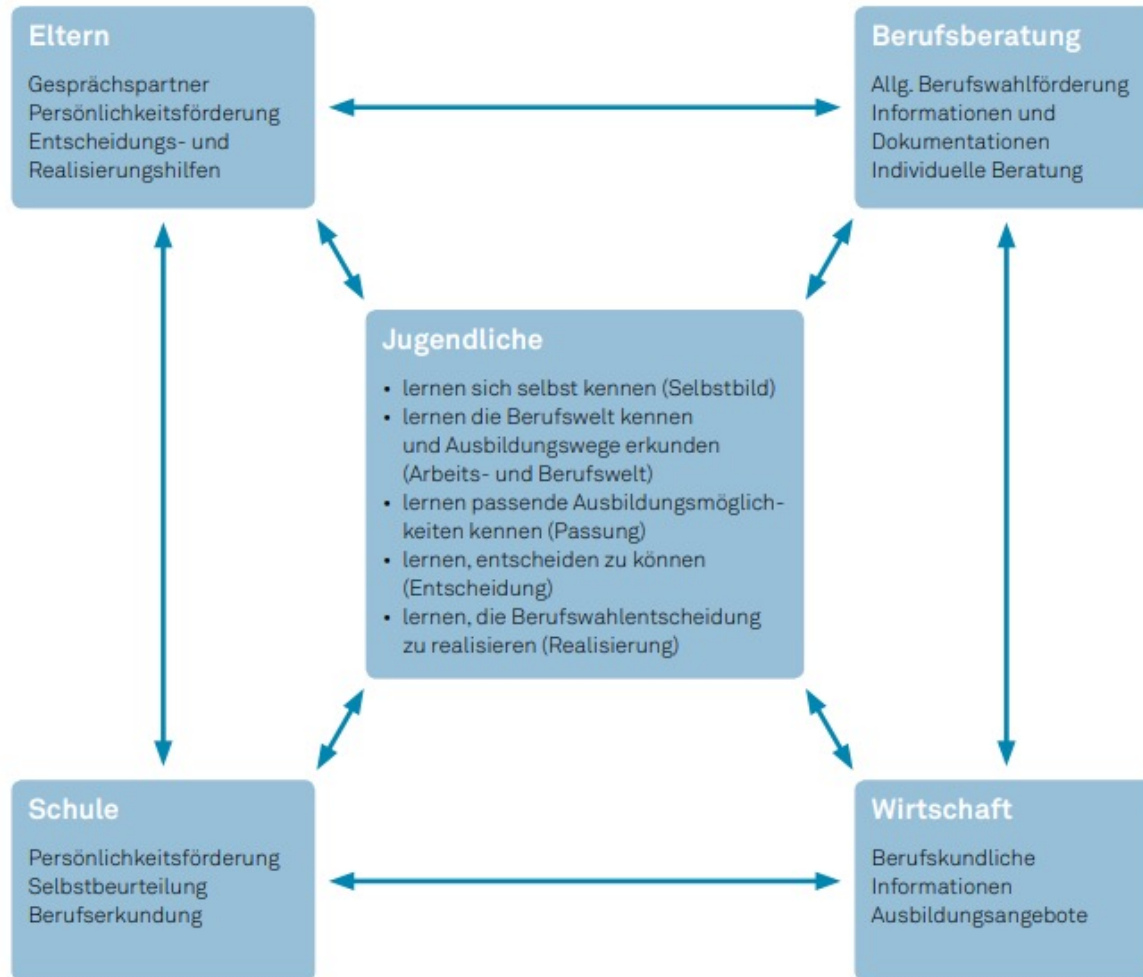 Eltern
Gesprächspartner
Persönlichkeitsförderung
Entscheidungs- und
Realisierungshilfen
Berufsberatung
Allg. Berufswahlförderung
Informationen und
Dokumentationen
Individuelle Beratung
Jugendliche
• lernen sich selbst kennen (Selbstbild)
• lernen die Berufswelt kennen
und Ausbildungswege erkunden
(Arbeits- und Berufswelt)
• lernen passende Ausbildungsmöglich-
keiten kennen (Passung)
• lernen, entscheiden zu können
(Entscheidung)
• lernen, die Berufswahlentscheidung
zu realisieren (Realisierung)
Schule
Persönlichkeitsförderung
Selbstbeurteilung
Berufserkundung
Wirtschaft
Berufskundliche
Informationen
Ausbildungsangebote